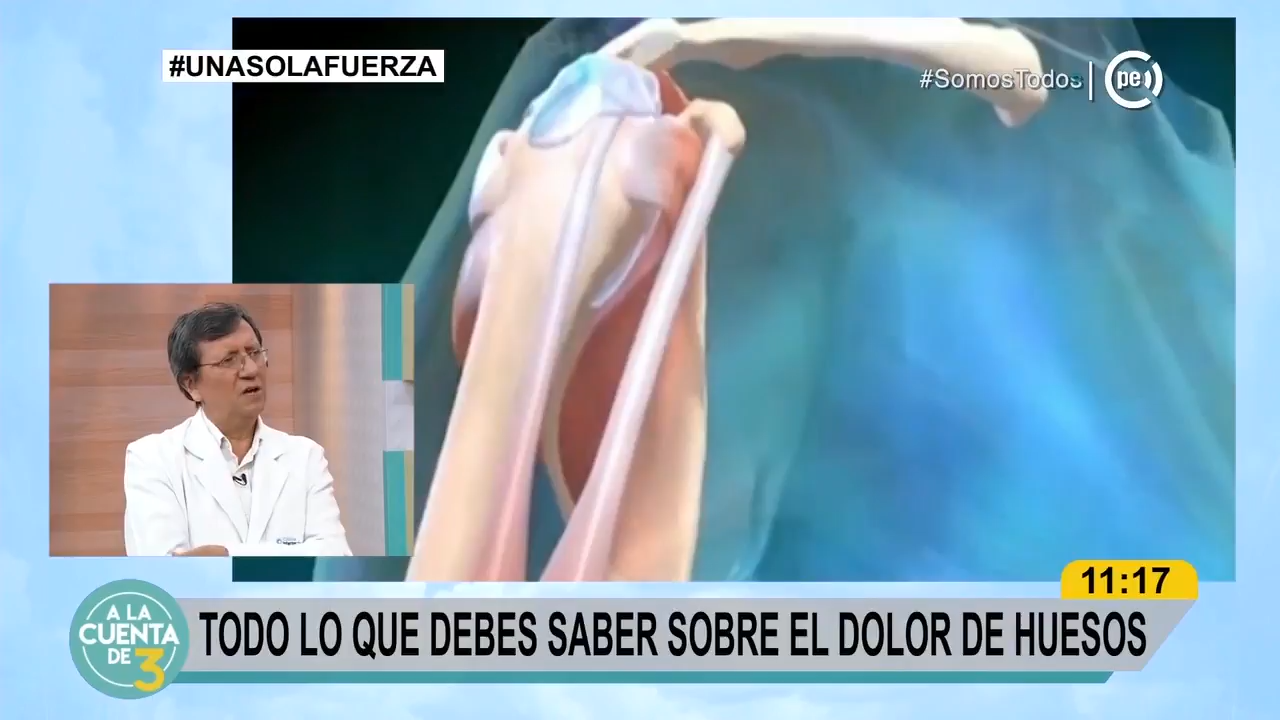 #UNASOLAFUERZA
#SomosTodos
pe
11:17
A LA
CUENTA
DE 3
TODO LO QUE DEBES SABER SOBRE EL DOLOR DE HUESOS